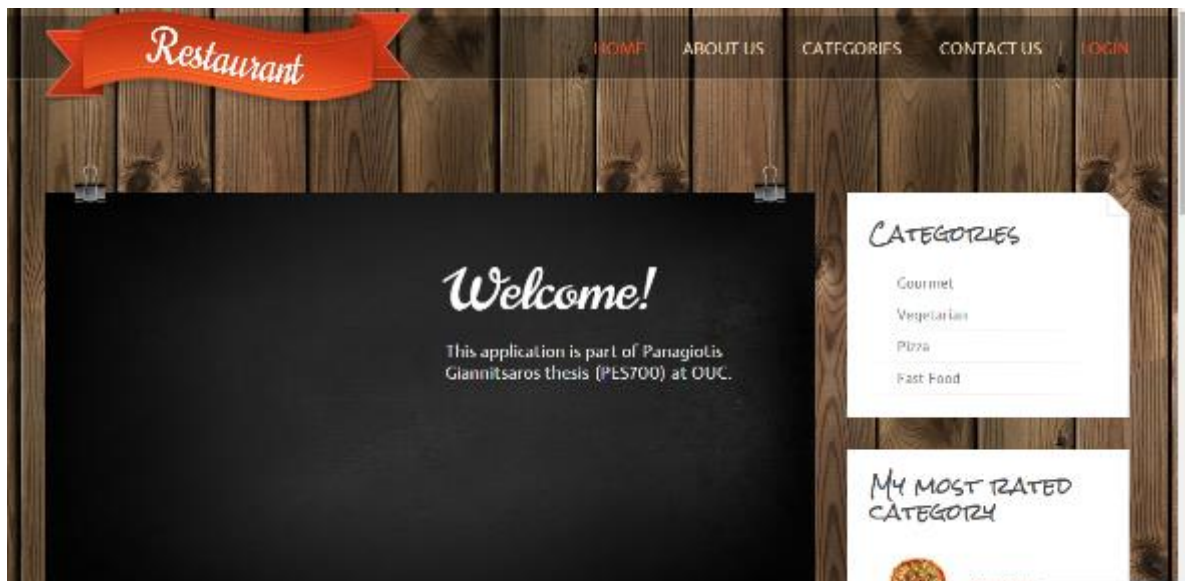 Restaurant
HOME ABOUT US CATEGORIES CONTACT US | LOGIN
Welcome!
This application is part of Panagiotis
Giannitsaros thesis (PES700) at OUC.
Categories
Gourmet
Vegetarian
Pizza
Fast Food
My most rated
category